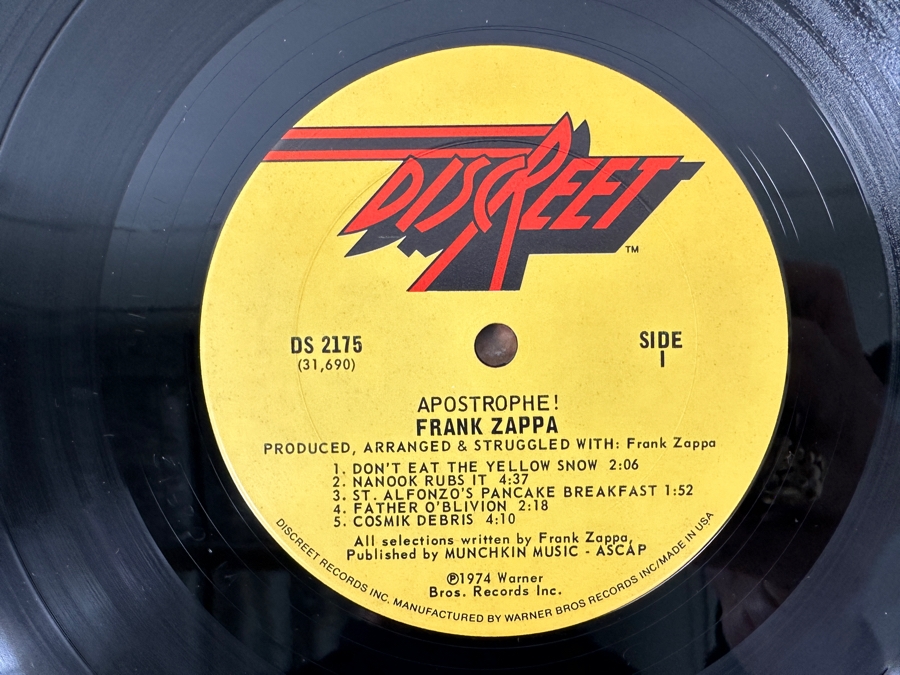 DISCREET
TM
DS 2175
(31,690)
SIDE
1
APOSTROPHE!
FRANK ZAPPA
PRODUCED, ARRANGED & STRUGGLED WITH: Frank Zappa
1. DON'T EAT THE YELLOW SNOW 2:06
2. NANOOK RUBS IT 4:37
3. ST. ALFONZO'S PANCAKE BREAKFAST 1:52
4. FATHER O'BLIVION 2:18
5. COSMIK DEBRIS 4:10
All selections written by Frank Zappa,
Published by MUNCHKIN MUSIC - ASCAP
℗1974 Warner
Bros. Records Inc.
DISCREET RECORDS INC. MANUFACTURED BY WARNER BROS RECORDS INC/MADE IN USA